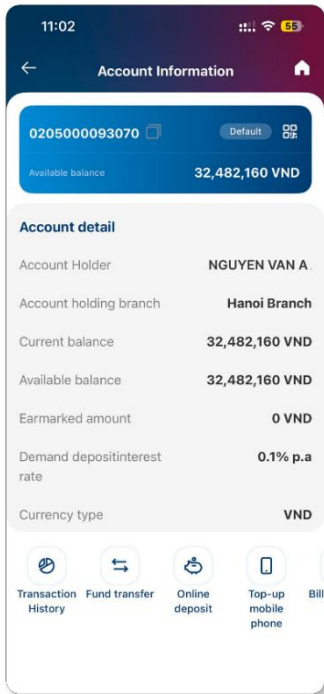 11:02
55
Account Information
0205000093070
Default
Available balance 32,482,160 VND
Account detail
Account Holder NGUYEN VAN A.
Account holding branch Hanoi Branch
Current balance 32,482,160 VND
Available balance 32,482,160 VND
Earmarked amount 0 VND
Demand depositinterest 0.1% p.a
rate
Currency type VND
Transaction Fund transfer Online Top-up Bill
History deposit mobile
phone